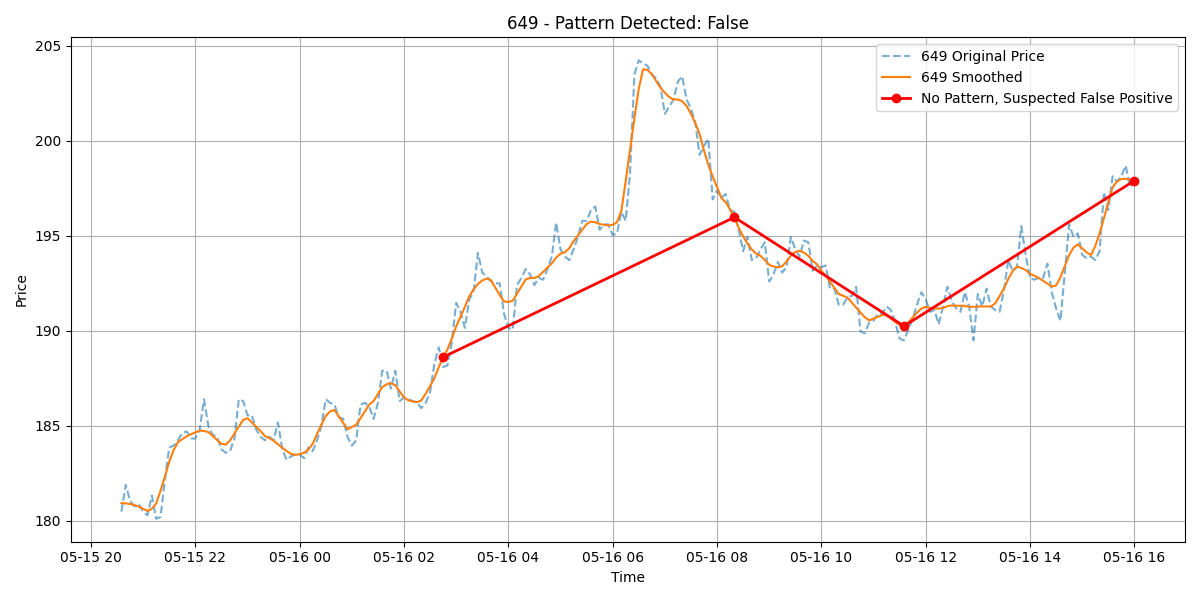 649 - Pattern Detected: False
649 Original Price
649 Smoothed
No Pattern, Suspected False Positive
Price
205
200
195
190
185
180
05-15 20 05-15 22 05-16 00 05-16 02 05-16 04 05-16 06 05-16 08 05-16 10 05-16 12 05-16 14 05-16 16
Time